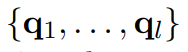 {q₁, . . . , qₗ}